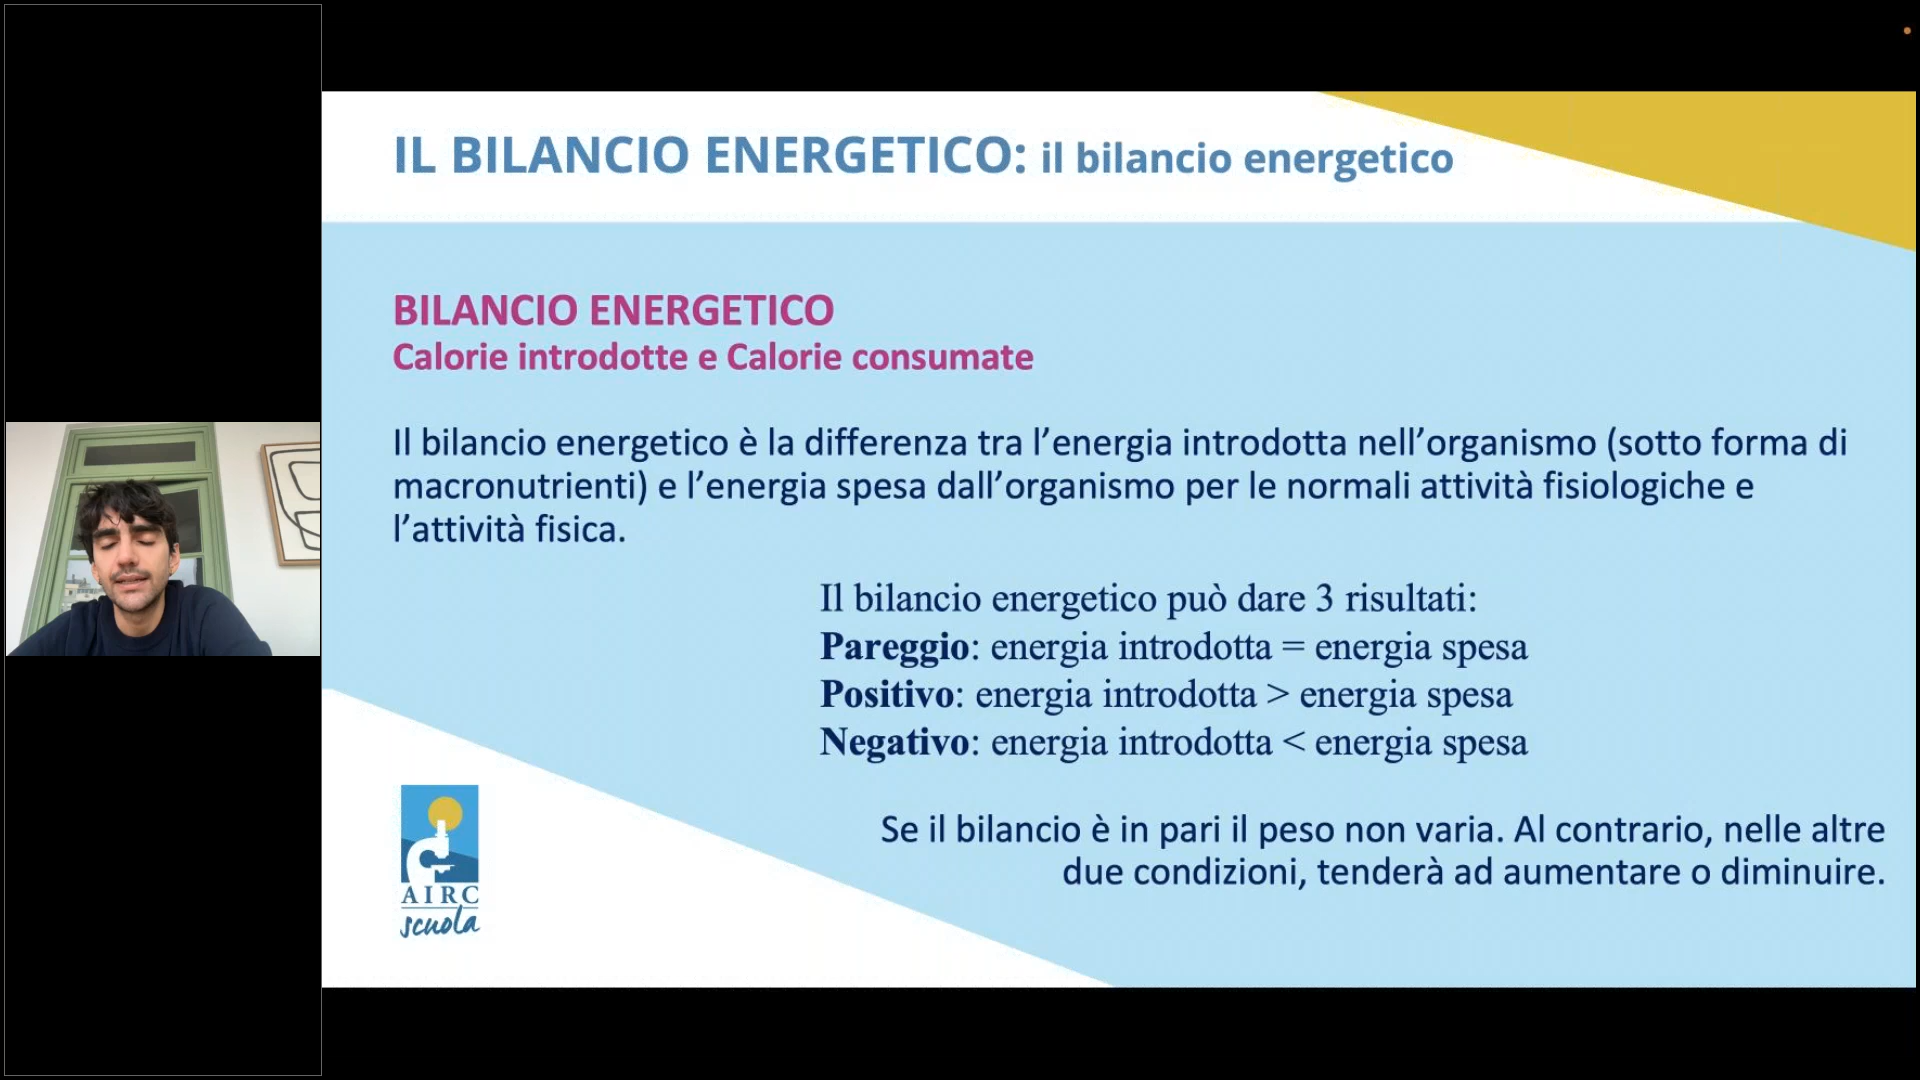 IL BILANCIO ENERGETICO: il bilancio energetico
BILANCIO ENERGETICO
Calorie introdotte e Calorie consumate
Il bilancio energetico è la differenza tra l’energia introdotta nell’organismo (sotto forma di
macronutrienti) e l’energia spesa dall’organismo per le normali attività fisiologiche e
l’attività fisica.
Il bilancio energetico può dare 3 risultati:
Pareggio: energia introdotta = energia spesa
Positivo: energia introdotta > energia spesa
Negativo: energia introdotta < energia spesa
Se il bilancio è in pari il peso non varia. Al contrario, nelle altre
due condizioni, tenderà ad aumentare o diminuire.
AIRC
scuola